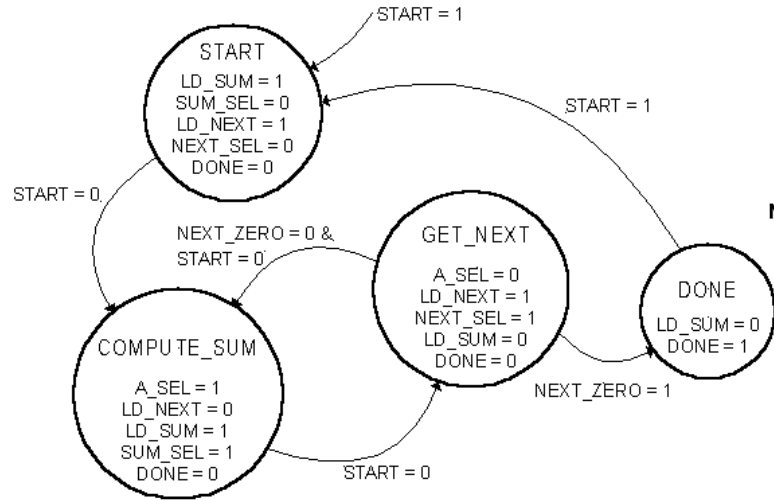 START = 1
START
LD_SUM = 1
SUM_SEL = 0
LD_NEXT = 1
NEXT_SEL = 0
DONE = 0
START = 1
START = 0
NEXT_ZERO = 0 &
START = 0
GET_NEXT
A_SEL = 0
LD_NEXT = 1
NEXT_SEL = 1
LD_SUM = 0
DONE = 0
DONE
LD_SUM = 0
DONE = 1
COMPUTE_SUM
A_SEL = 1
LD_NEXT = 0
LD_SUM = 1
SUM_SEL = 1
DONE = 0
NEXT_ZERO = 1
START = 0